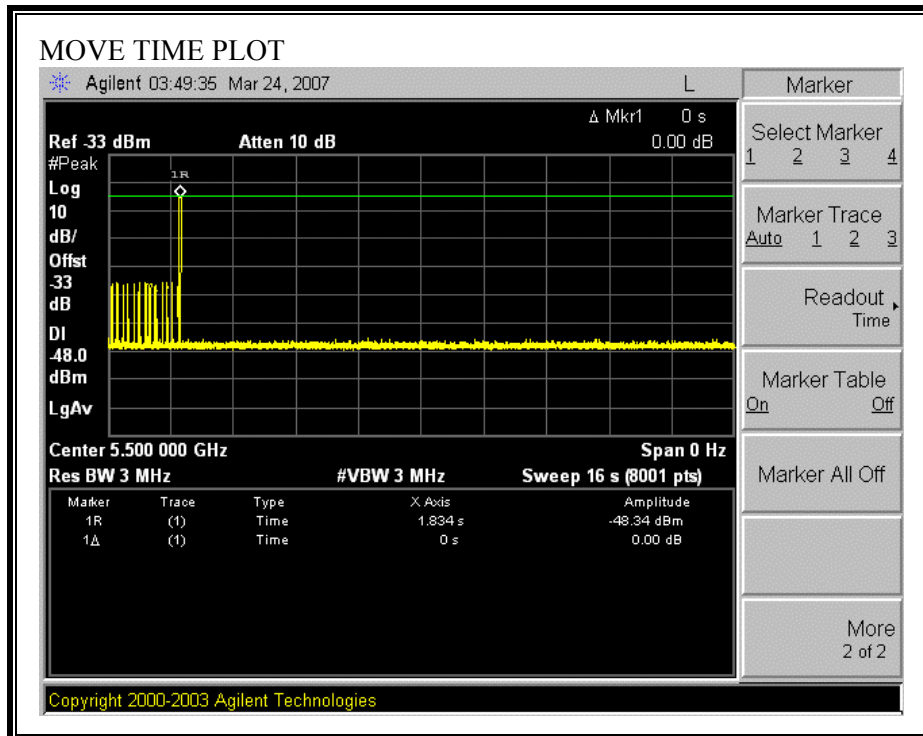 MOVE TIME PLOT
Agilent 03:49:35 Mar 24, 2007 L
Δ Mkr1 0 s
Ref -33 dBm Atten 10 dB 0.00 dB
#Peak
Log
10
dB/
Offst
-33
dB
DI
-48.0
dBm
LgAv
1R
Center 5.500 000 GHz Span 0 Hz
Res BW 3 MHz #VBW 3 MHz Sweep 16 s (8001 pts)
Marker Trace Type X Axis Amplitude
1R (1) Time 1.834 s -48.34 dBm
1Δ (1) Time 0 s 0.00 dB
Copyright 2000-2003 Agilent Technologies
Marker
Select Marker
1 2 3 4
Marker Trace
Auto 1 2 3
Readout
Time
Marker Table
On Off
Marker All Off
More
2 of 2